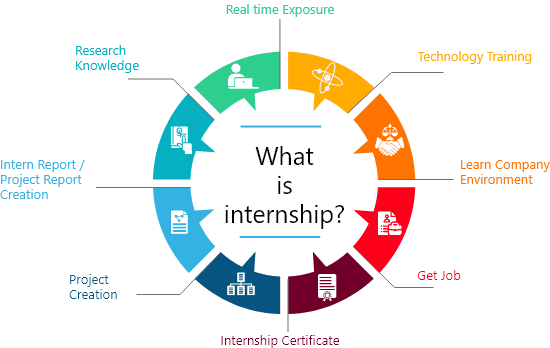 Real time Exposure
Technology Training
Learn Company
Environment
Get Job
Internship Certificate
Project
Creation
Intern Report /
Project Report
Creation
Research
Knowledge
What
is
internship?